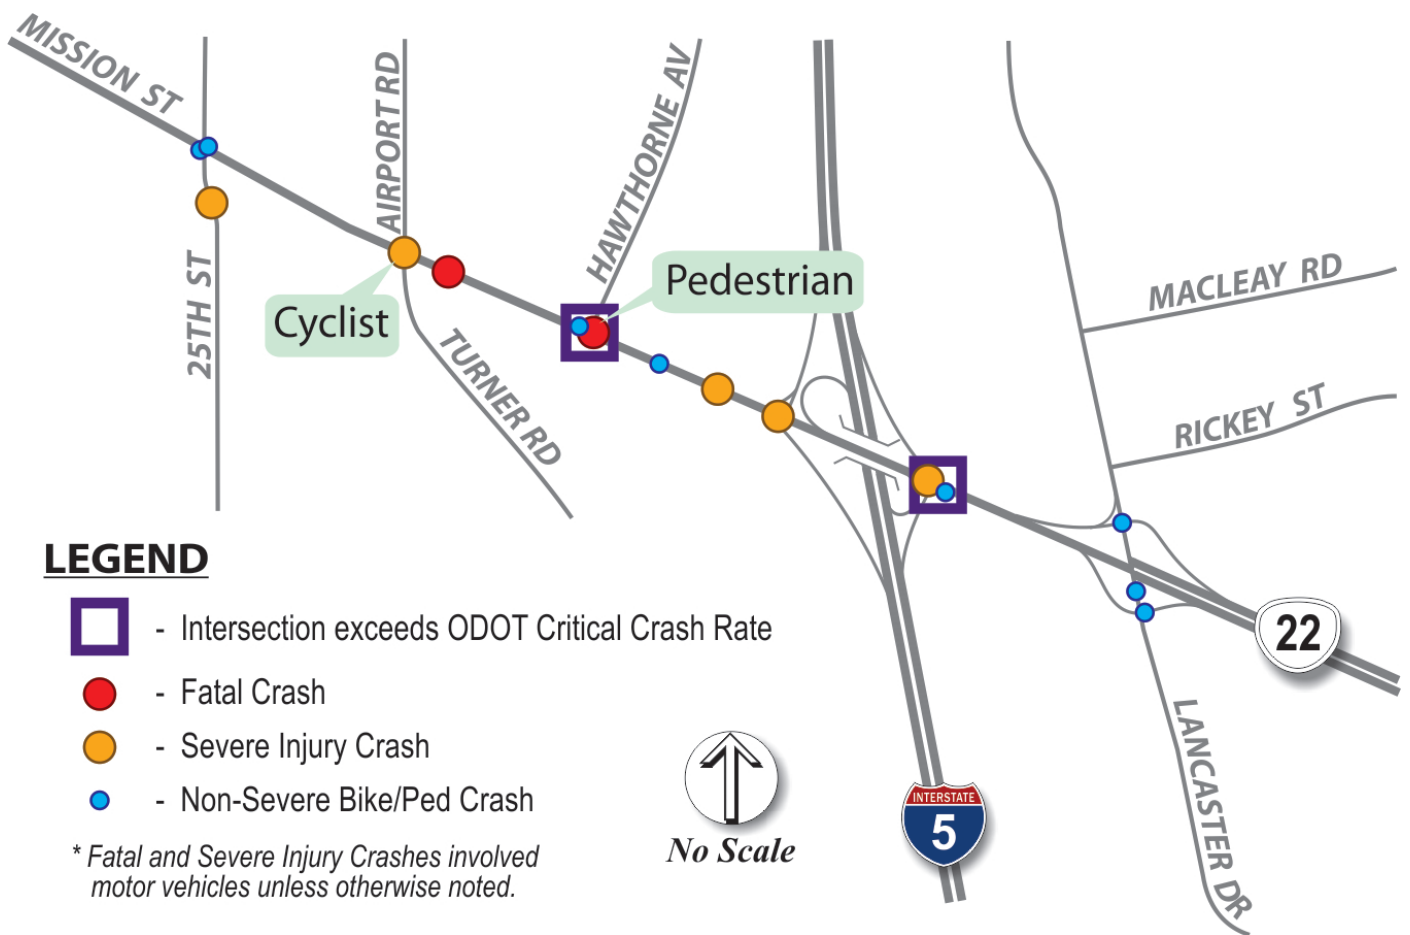 MISSION ST
AIRPORT RD
HAWTHORNE AV
25TH ST
Cyclist
Pedestrian
TURNER RD
MACLEAY RD
RICKEY ST
LANCASTER DR
22
INTERSTATE
5
LEGEND
- Intersection exceeds ODOT Critical Crash Rate
- Fatal Crash
- Severe Injury Crash
- Non-Severe Bike/Ped Crash
* Fatal and Severe Injury Crashes involved
motor vehicles unless otherwise noted.
No Scale